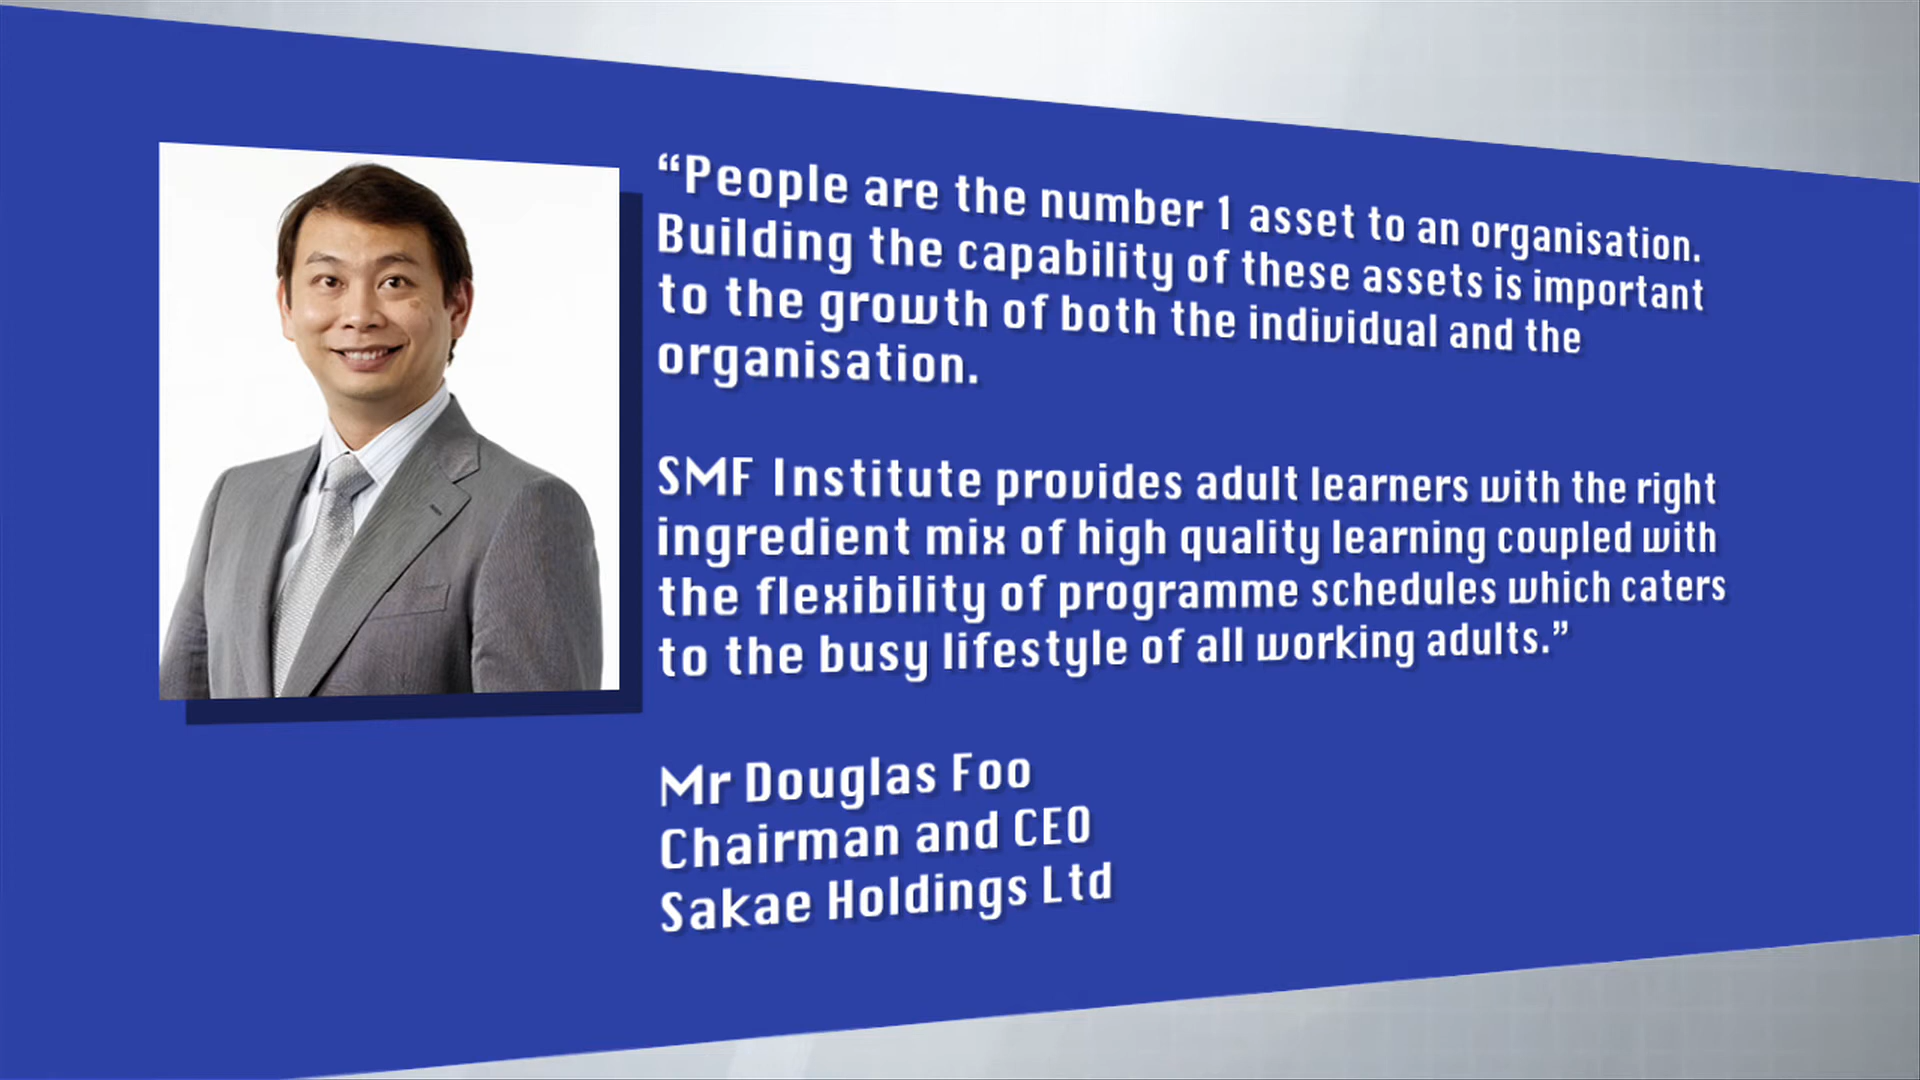 “People are the number 1 asset to an organisation.
Building the capability of these assets is important
to the growth of both the individual and the
organisation.
SMF Institute provides adult learners with the right
ingredient mix of high quality learning coupled with
the flexibility of programme schedules which caters
to the busy lifestyle of all working adults.”
Mr Douglas Foo
Chairman and CEO
Sakae Holdings Ltd